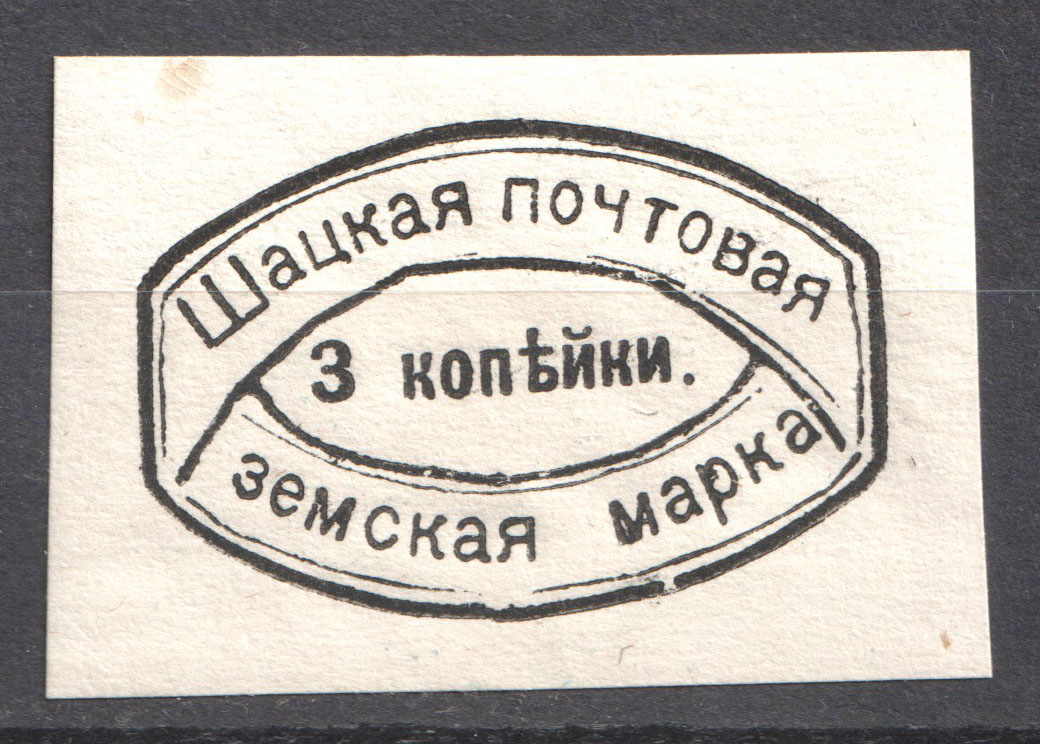 Шацкая почтовая
3 копѣйки.
земская марка